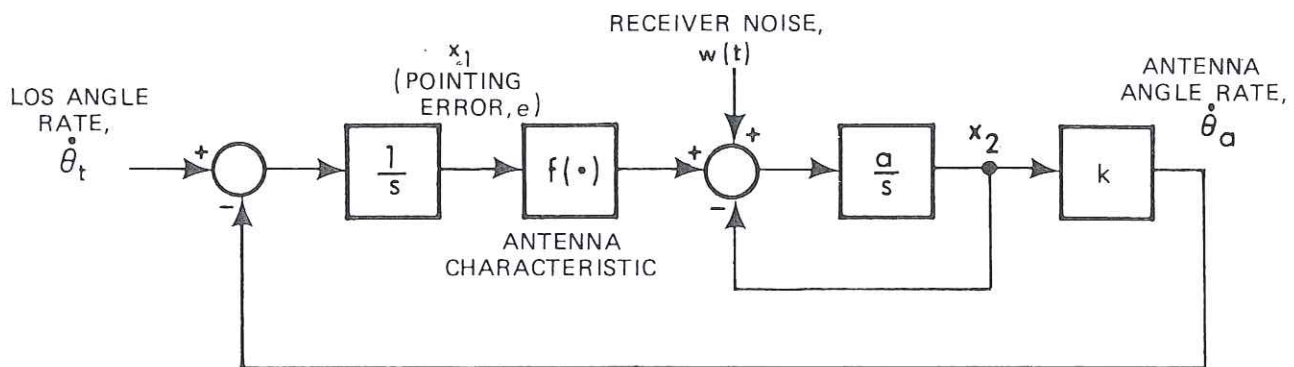 RECEIVER NOISE,
w(t)
x1
(POINTING
ERROR, e)
LOS ANGLE
RATE,
θ̇t
ANTENNA
ANGLE RATE,
θ̇a
+
-
1
s
f(•)
+
+
-
a
s
x2
k
ANTENNA
CHARACTERISTIC